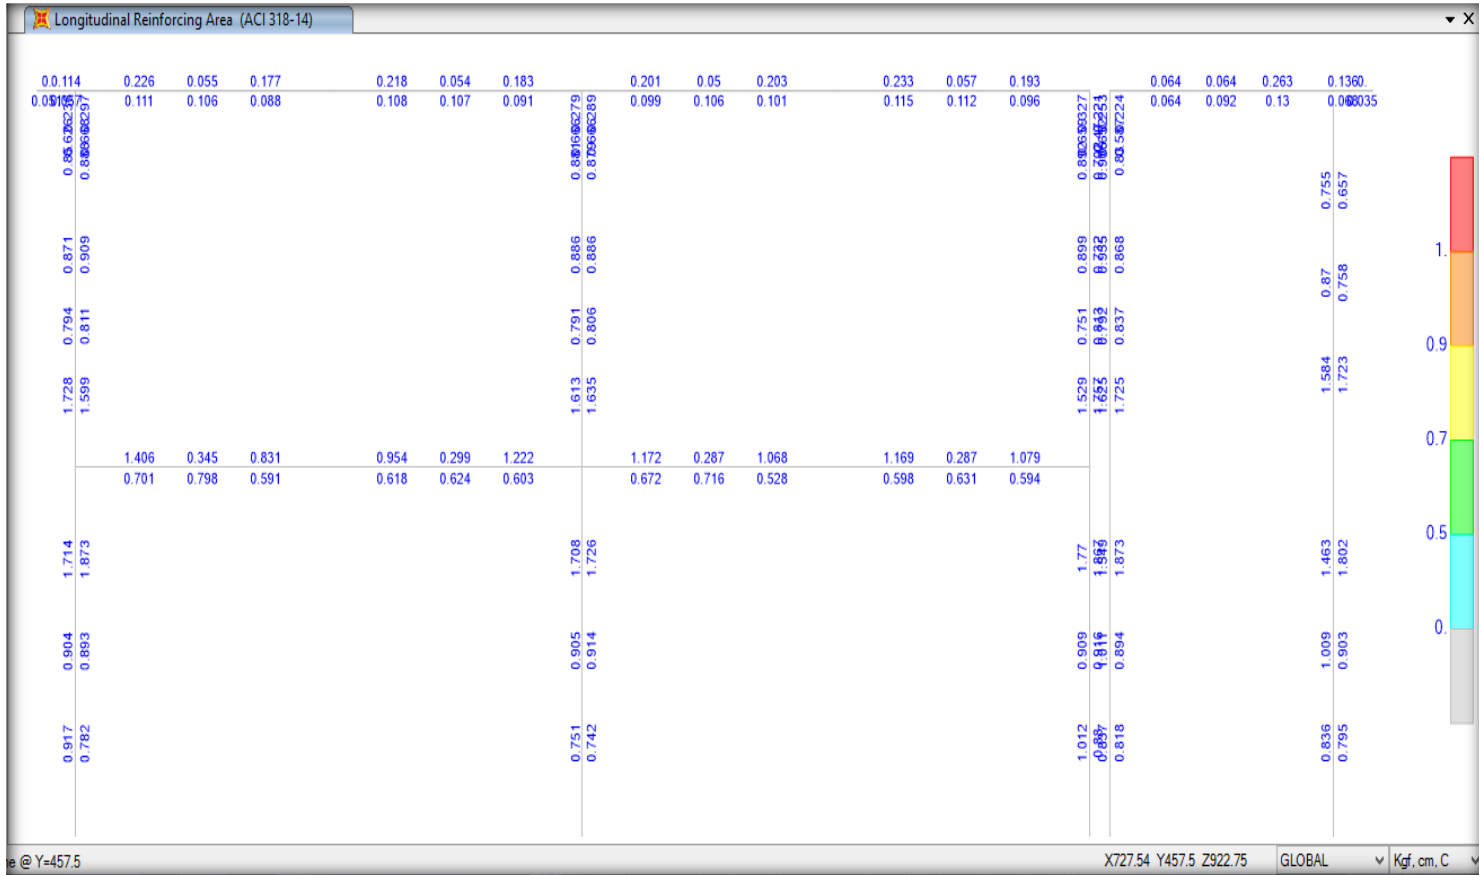 Longitudinal Reinforcing Area (ACI 318-14)
0.226 0.055 0.177 0.218 0.054 0.183 0.201 0.05 0.203 0.233 0.057 0.193 0.064 0.064 0.263
0.111 0.106 0.088 0.108 0.107 0.091 0.099 0.106 0.101 0.115 0.112 0.096 0.064 0.092 0.13
0.755 0.657
0.871 0.909 0.886 0.886 0.899 0.868
0.87 0.758
1.
0.794 0.811 0.791 0.806 0.751 0.837
0.9
1.728 1.599 1.613 1.635 1.529 1.725 1.584 1.723
0.7
1.406 0.345 0.831 0.954 0.299 1.222 1.172 0.287 1.068 1.169 0.287 1.079
0.701 0.798 0.591 0.618 0.624 0.603 0.672 0.716 0.528 0.598 0.631 0.594
0.5
1.714 1.873 1.708 1.726 1.77 1.873 1.463 1.802
0.
0.904 0.893 0.905 0.914 0.909 0.894 1.009 0.903
0.917 0.782 0.751 0.742 1.012 0.818 0.836 0.795
@ Y=457.5 X727.54 Y457.5 Z922.75 GLOBAL Kgf, cm, C